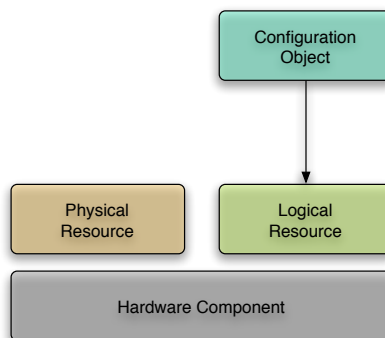 Configuration
Object
Physical
Resource
Logical
Resource
Hardware Component